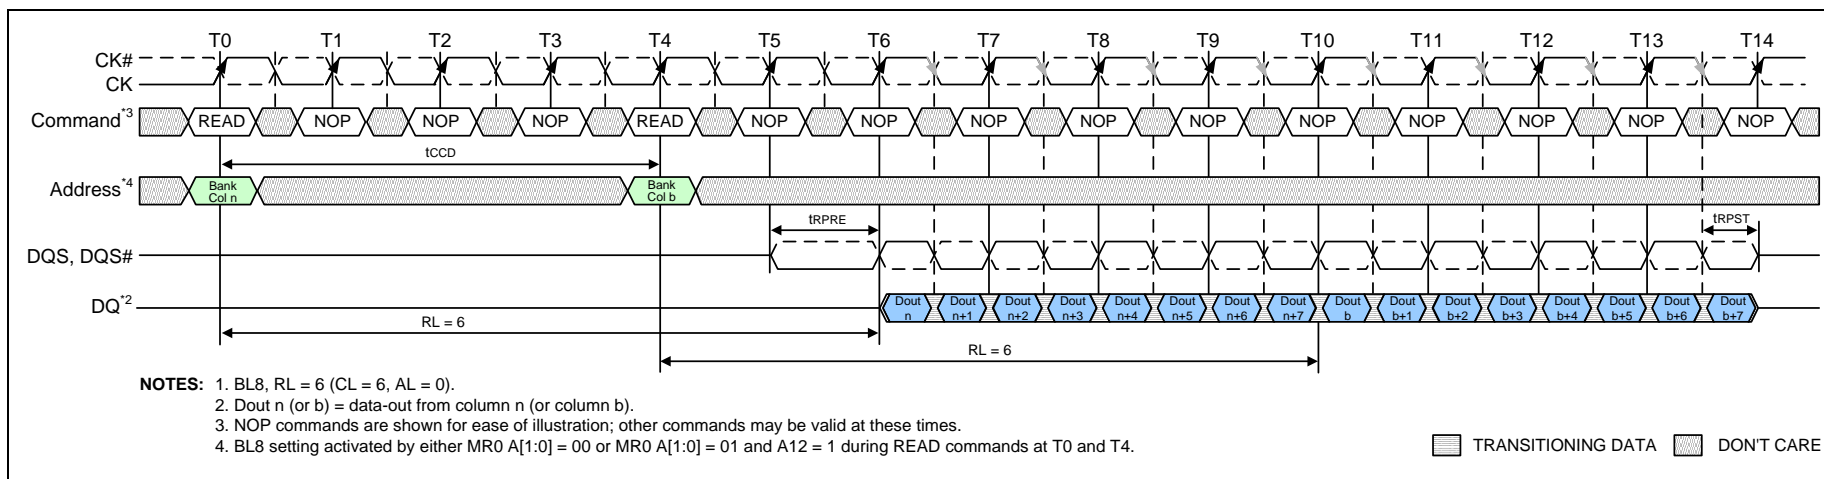 T0 T1 T2 T3 T4 T5 T6 T7 T8 T9 T10 T11 T12 T13 T14
CK#
CK
Command*3 READ NOP NOP NOP READ NOP NOP NOP NOP NOP NOP NOP NOP NOP NOP
tCCD
Address*4 Bank Col n Bank Col b
tRPRE tRPST
DQS, DQS#
DQ*2 Dout n Dout n+1 Dout n+2 Dout n+3 Dout n+4 Dout n+5 Dout n+6 Dout n+7 Dout b Dout b+1 Dout b+2 Dout b+3 Dout b+4 Dout b+5 Dout b+6 Dout b+7
RL = 6
RL = 6
NOTES: 1. BL8, RL = 6 (CL = 6, AL = 0).
2. Dout n (or b) = data-out from column n (or column b).
3. NOP commands are shown for ease of illustration; other commands may be valid at these times.
4. BL8 setting activated by either MR0 A[1:0] = 00 or MR0 A[1:0] = 01 and A12 = 1 during READ commands at T0 and T4.
TRANSITIONING DATA DON'T CARE